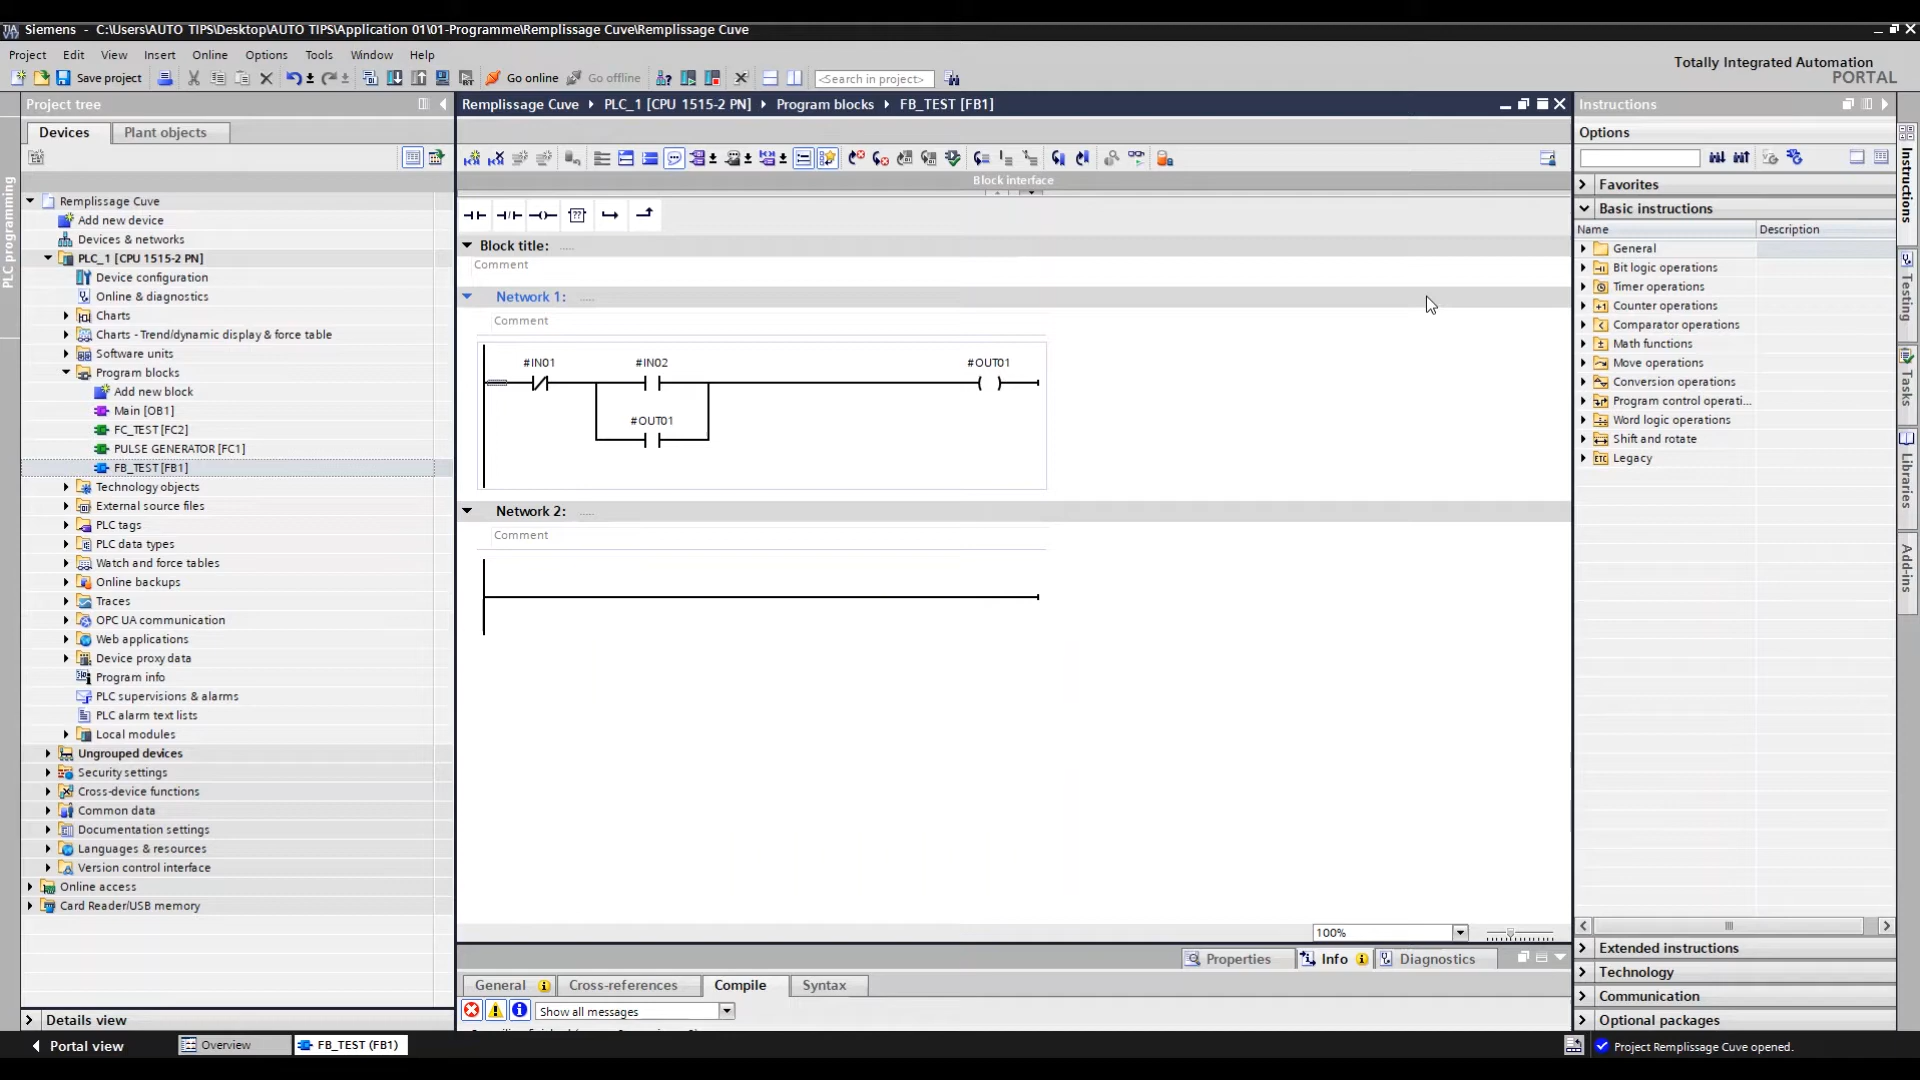 Siemens - C:\Users\AUTO TIPS\Desktop\AUTO TIPS\Application 01\01-Programme\Remplissage Cuve\Remplissage Cuve
Project Edit View Insert Online Options Tools Window Help
Totally Integrated Automation
PORTAL
Save project
Go online
Go offline
<Search in project>
Project tree
Devices
Plant objects
PLC programming
Remplissage Cuve
Add new device
Devices & networks
PLC_1 [CPU 1515-2 PN]
Device configuration
Online & diagnostics
Charts
Charts - Trend/dynamic display & force table
Software units
Program blocks
Add new block
Main [OB1]
FC_TEST [FC2]
PULSE GENERATOR [FC1]
FB_TEST [FB1]
Technology objects
External source files
PLC tags
PLC data types
Watch and force tables
Online backups
Traces
OPC UA communication
Web applications
Device proxy data
Program info
PLC supervisions & alarms
PLC alarm text lists
Local modules
Ungrouped devices
Security settings
Cross-device functions
Common data
Documentation settings
Languages & resources
Version control interface
Online access
Card Reader/USB memory
Details view
Remplissage Cuve PLC_1 [CPU 1515-2 PN] Program blocks FB_TEST [FB1]
Block interface
??
Block title: .....
Comment
Network 1: .....
Comment
#IN01
#IN02
#OUT01
#OUT01
Network 2: .....
Comment
100%
Properties
Info
Diagnostics
General
Cross-references
Compile
Syntax
Show all messages
Instructions
Options
Favorites
Basic instructions
Name
Description
General
Bit logic operations
Timer operations
Counter operations
Comparator operations
Math functions
Move operations
Conversion operations
Program control operati...
Word logic operations
Shift and rotate
Legacy
Extended instructions
Technology
Communication
Optional packages
Instructions
Testing
Tasks
Libraries
Add-ins
Portal view
Overview
FB_TEST (FB1)
Project Remplissage Cuve opened.